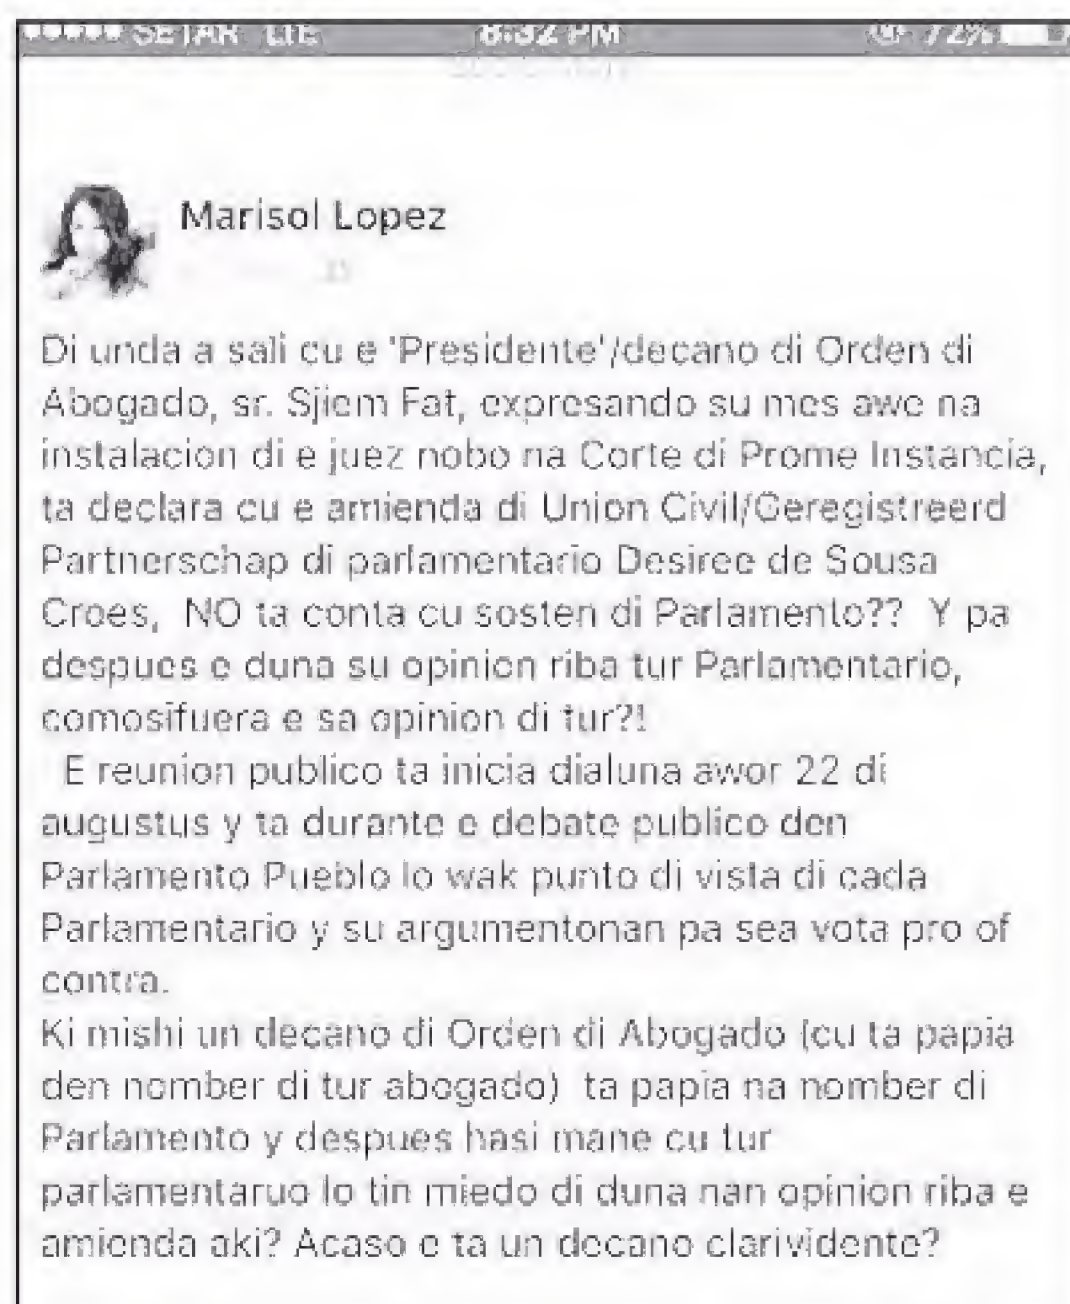 SETAR LTE 8:32 PM 72%
Marisol Lopez
Di unda a sali cu e 'Presidente'/decano di Orden di
Abogado, sr. Sjiem Fat, expresando su mes awe na
instalacion di e juez nobo na Corte di Prome Instancia,
ta declara cu e amienda di Union Civil/Geregistreerd
Partnerschap di parlamentario Desiree de Sousa
Croes,  NO ta conta cu sosten di Parlamento??  Y pa
despues e duna su opinion riba tur Parlamentario,
comosifuera e sa opinion di tur?!
E reunion publico ta inicia dialuna awor 22 di
augustus y ta durante e debate publico den
Parlamento Pueblo lo wak punto di vista di cada
Parlamentario y su argumentonan pa sea vota pro of
contra.
Ki mishi un decano di Orden di Abogado (cu ta papia
den nomber di tur abogado)  ta papia na nomber di
Parlamento y despues hasi mane cu tur
parlamentaruo lo tin miedo di duna nan opinion riba e
amienda aki? Acaso e ta un decano clarividente?